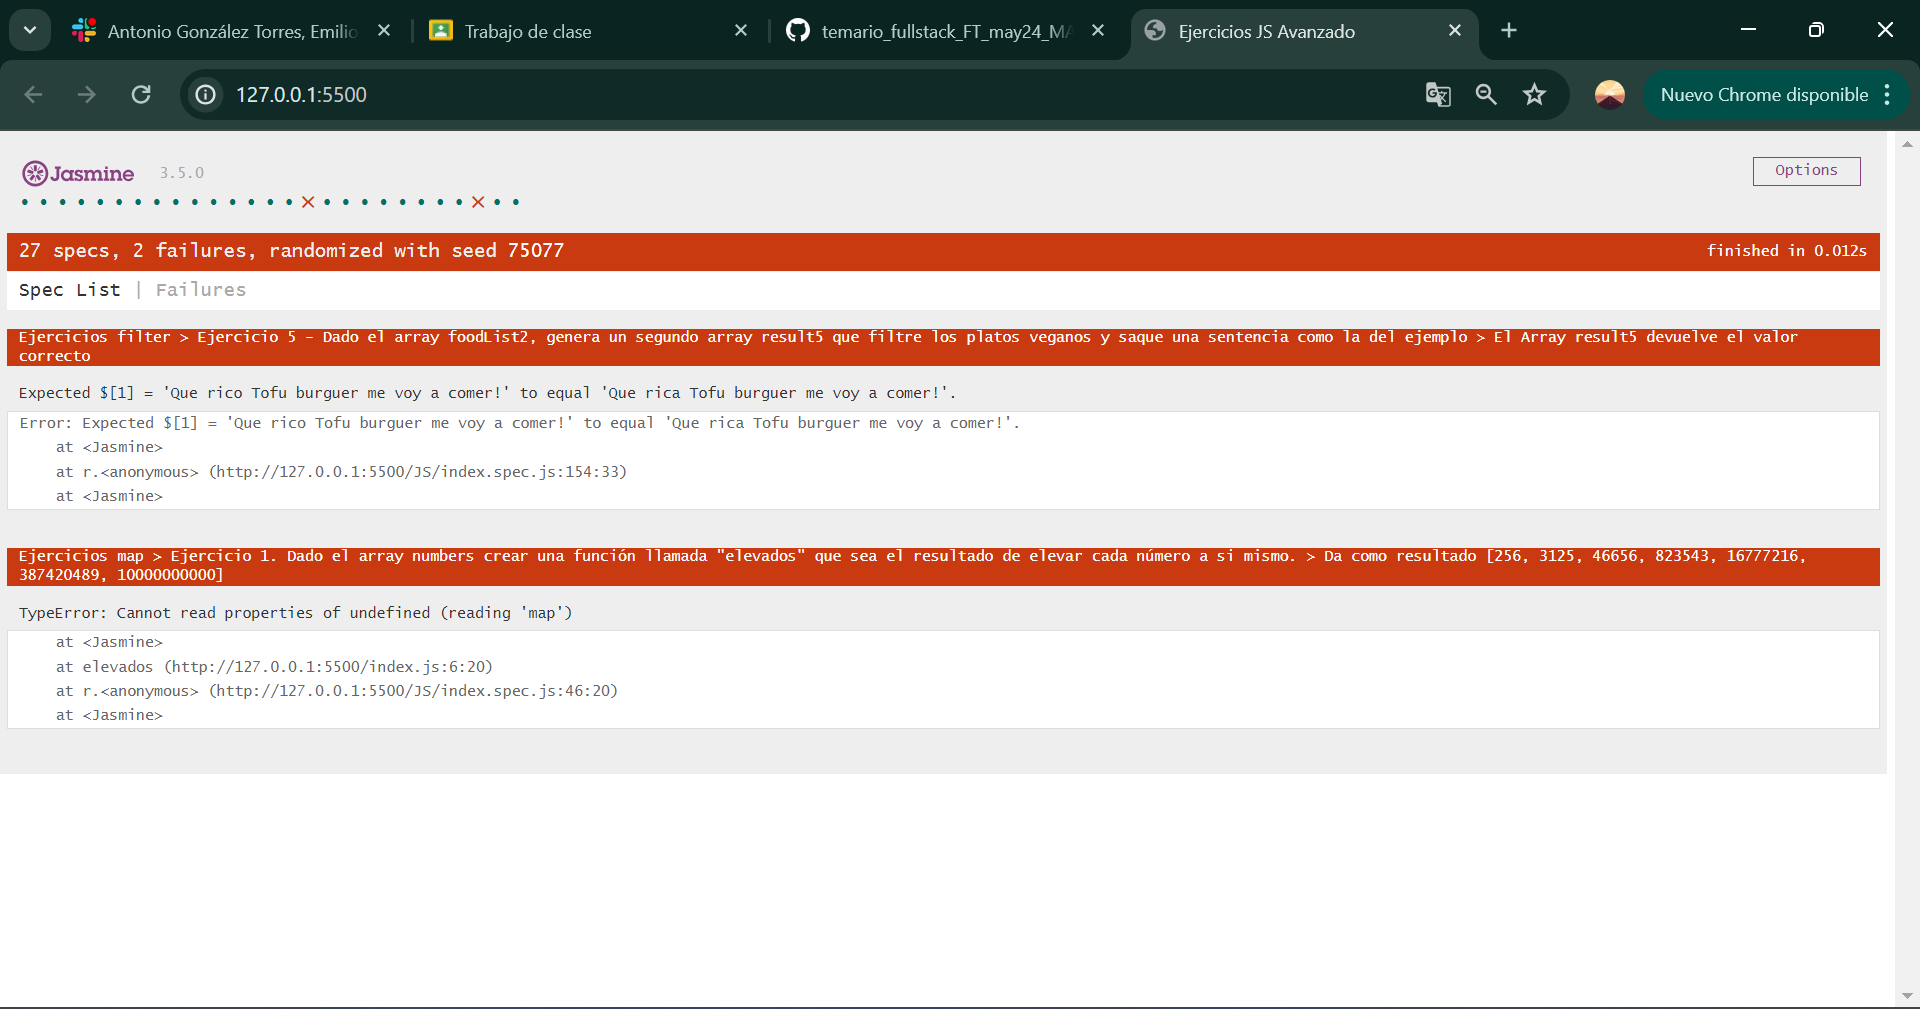 Antonio González Torres, Emilio
Trabajo de clase
temario_fullstack_FT_may24_MA
Ejercicios JS Avanzado
127.0.0.1:5500
Nuevo Chrome disponible
Jasmine 3.5.0
Options
27 specs, 2 failures, randomized with seed 75077
finished in 0.012s
Spec List | Failures
Ejercicios filter > Ejercicio 5 - Dado el array foodList2, genera un segundo array result5 que filtre los platos veganos y saque una sentencia como la del ejemplo > El Array result5 devuelve el valor
correcto
Expected $[1] = 'Que rico Tofu burguer me voy a comer!' to equal 'Que rica Tofu burguer me voy a comer!'.
Error: Expected $[1] = 'Que rico Tofu burguer me voy a comer!' to equal 'Que rica Tofu burguer me voy a comer!'.
at <Jasmine>
at r.<anonymous> (http://127.0.0.1:5500/JS/index.spec.js:154:33)
at <Jasmine>
Ejercicios map > Ejercicio 1. Dado el array numbers crear una función llamada "elevados" que sea el resultado de elevar cada número a si mismo. > Da como resultado [256, 3125, 46656, 823543, 16777216,
387420489, 10000000000]
TypeError: Cannot read properties of undefined (reading 'map')
at <Jasmine>
at elevados (http://127.0.0.1:5500/index.js:6:20)
at r.<anonymous> (http://127.0.0.1:5500/JS/index.spec.js:46:20)
at <Jasmine>